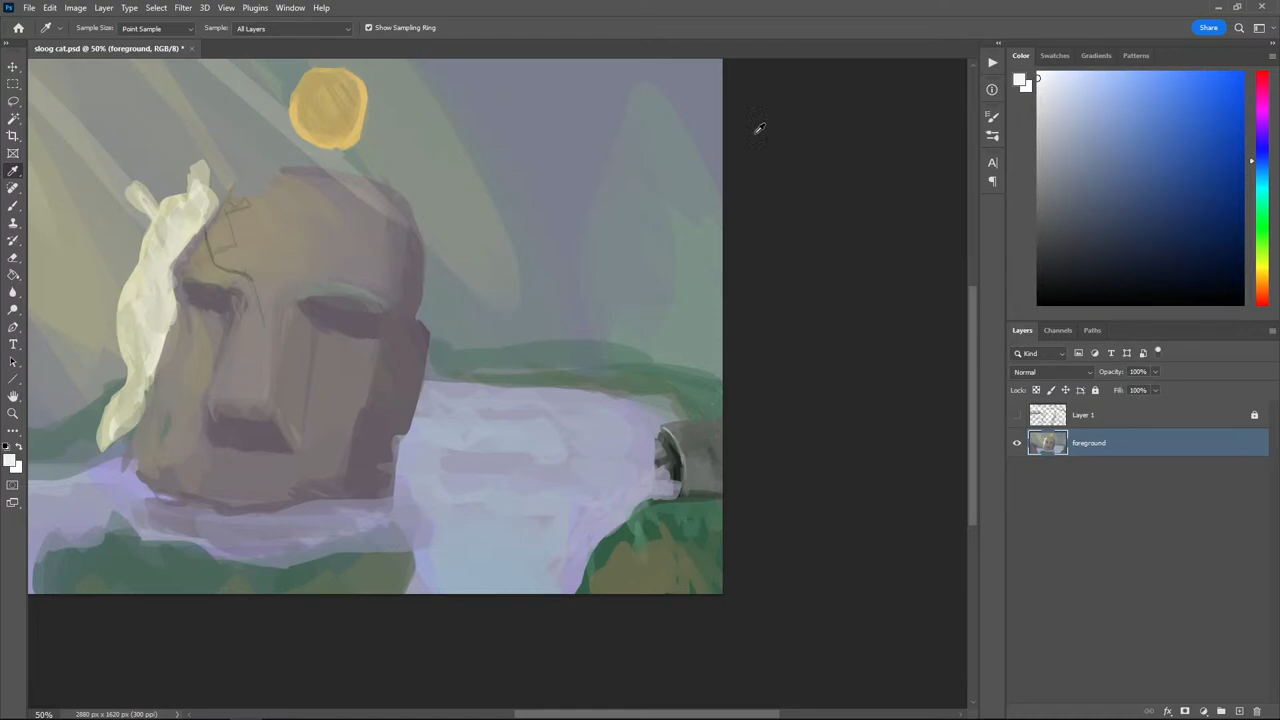 Ps File Edit Image Layer Type Select Filter 3D View Plugins Window Help
Sample Size: Point Sample Sample: All Layers Show Sampling Ring Share
sloog cat.psd @ 50% (foreground, RGB/8) * ×
Color Swatches Gradients Patterns
Layers Channels Paths
Kind
Normal Opacity: 100%
Lock: Fill: 100%
Layer 1
foreground
50% 2880 px x 1620 px (300 ppi)